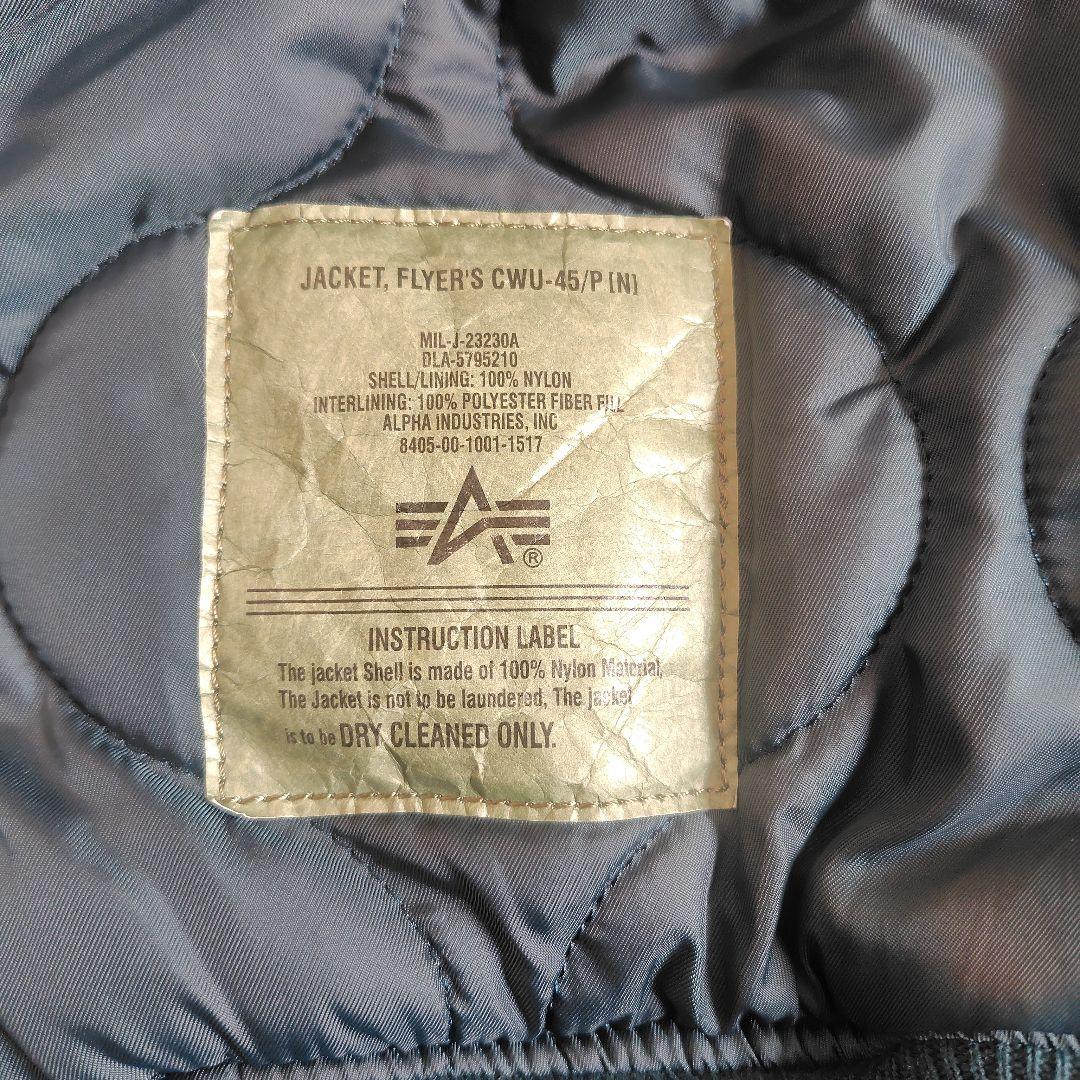 JACKET, FLYER'S CWU-45/P [N]
MIL-J-23230A
DLA-5795210
SHELL/LINING: 100% NYLON
INTERLINING: 100% POLYESTER FIBER FILL
ALPHA INDUSTRIES, INC
8405-00-1001-1517
®
INSTRUCTION LABEL
The jacket Shell is made of 100% Nylon Material,
The Jacket is not to be laundered, The jacket
is to be DRY CLEANED ONLY.